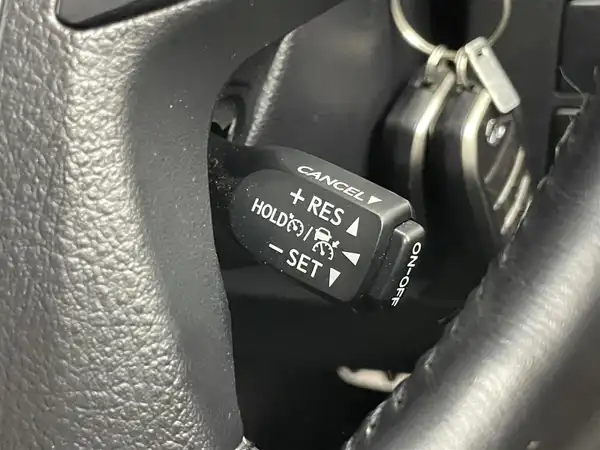 CANCEL
+ RES
HOLD /
- SET
ON-OFF